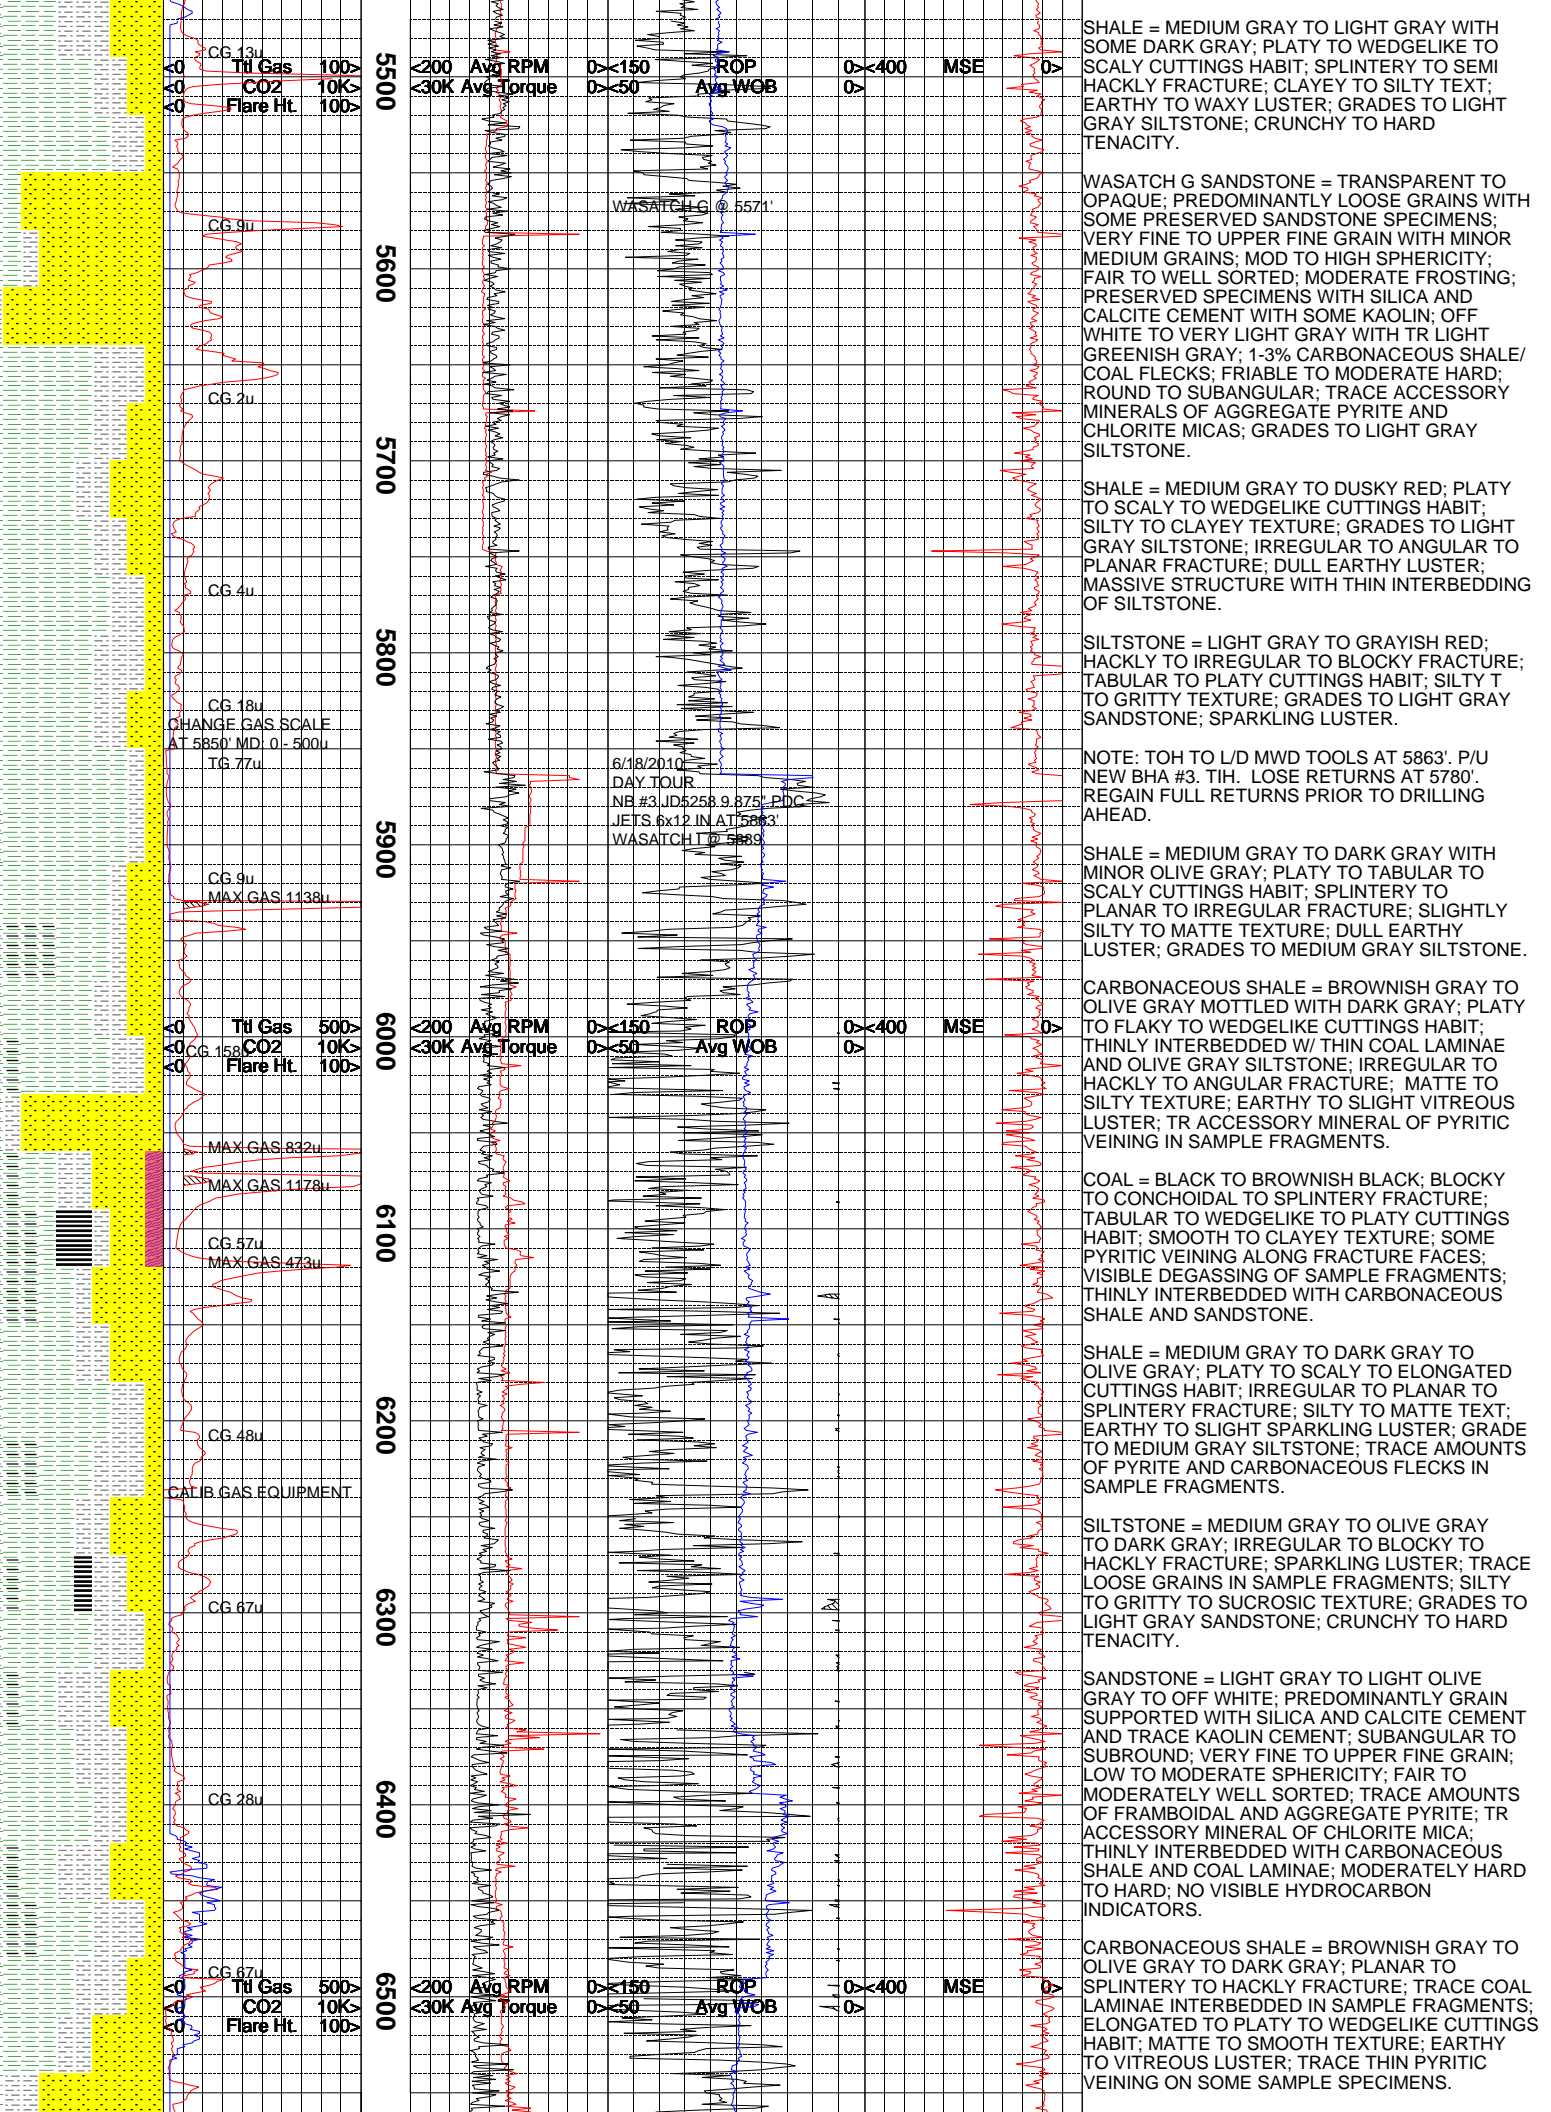 CG 13u
<0 Ttl Gas 100>
<0 CO2 10K>
<0 Flare Ht. 100>
5500
<200 Avg RPM 0>
<30K Avg Torque 0>
<150 ROP 0>
<50 Avg WOB 0>
<400 MSE 0>
WASATCH G @ 5571'
CG 9u
5600
CG 2u
5700
CG 4u
5800
CG 18u
CHANGE GAS SCALE
AT 5850' MD: 0 - 500u
TG 77u
6/18/2010
DAY TOUR
NB #3 JD5258 9.875" PDC
JETS 6x12 IN AT 5863'
WASATCH I @ 5889'
5900
CG 9u
MAX GAS 1138u
<0 Ttl Gas 500>
<0 CO2 10K>
<0 Flare Ht. 100>
CG 158u
6000
<200 Avg RPM 0>
<30K Avg Torque 0>
<150 ROP 0>
<50 Avg WOB 0>
<400 MSE 0>
MAX GAS 832u
MAX GAS 1178u
6100
CG 57u
MAX GAS 473u
6200
CG 48u
CALIB GAS EQUIPMENT
CG 67u
6300
CG 28u
6400
CG 67u
<0 Ttl Gas 500>
<0 CO2 10K>
<0 Flare Ht. 100>
6500
<200 Avg RPM 0>
<30K Avg Torque 0>
<150 ROP 0>
<50 Avg WOB 0>
<400 MSE 0>
SHALE = MEDIUM GRAY TO LIGHT GRAY WITH
SOME DARK GRAY; PLATY TO WEDGELIKE TO
SCALY CUTTINGS HABIT; SPLINTERY TO SEMI
HACKLY FRACTURE; CLAYEY TO SILTY TEXT;
EARTHY TO WAXY LUSTER; GRADES TO LIGHT
GRAY SILTSTONE; CRUNCHY TO HARD
TENACITY.
WASATCH G SANDSTONE = TRANSPARENT TO
OPAQUE; PREDOMINANTLY LOOSE GRAINS WITH
SOME PRESERVED SANDSTONE SPECIMENS;
VERY FINE TO UPPER FINE GRAIN WITH MINOR
MEDIUM GRAINS; MOD TO HIGH SPHERICITY;
FAIR TO WELL SORTED; MODERATE FROSTING;
PRESERVED SPECIMENS WITH SILICA AND
CALCITE CEMENT WITH SOME KAOLIN; OFF
WHITE TO VERY LIGHT GRAY WITH TR LIGHT
GREENISH GRAY; 1-3% CARBONACEOUS SHALE/
COAL FLECKS; FRIABLE TO MODERATE HARD;
ROUND TO SUBANGULAR; TRACE ACCESSORY
MINERALS OF AGGREGATE PYRITE AND
CHLORITE MICAS; GRADES TO LIGHT GRAY
SILTSTONE.
SHALE = MEDIUM GRAY TO DUSKY RED; PLATY
TO SCALY TO WEDGELIKE CUTTINGS HABIT;
SILTY TO CLAYEY TEXTURE; GRADES TO LIGHT
GRAY SILTSTONE; IRREGULAR TO ANGULAR TO
PLANAR FRACTURE; DULL EARTHY LUSTER;
MASSIVE STRUCTURE WITH THIN INTERBEDDING
OF SILTSTONE.
SILTSTONE = LIGHT GRAY TO GRAYISH RED;
HACKLY TO IRREGULAR TO BLOCKY FRACTURE;
TABULAR TO PLATY CUTTINGS HABIT; SILTY T
TO GRITTY TEXTURE; GRADES TO LIGHT GRAY
SANDSTONE; SPARKLING LUSTER.
NOTE: TOH TO L/D MWD TOOLS AT 5863'. P/U
NEW BHA #3. TIH. LOSE RETURNS AT 5780'.
REGAIN FULL RETURNS PRIOR TO DRILLING
AHEAD.
SHALE = MEDIUM GRAY TO DARK GRAY WITH
MINOR OLIVE GRAY; PLATY TO TABULAR TO
SCALY CUTTINGS HABIT; SPLINTERY TO
PLANAR TO IRREGULAR FRACTURE; SLIGHTLY
SILTY TO MATTE TEXTURE; DULL EARTHY
LUSTER; GRADES TO MEDIUM GRAY SILTSTONE.
CARBONACEOUS SHALE = BROWNISH GRAY TO
OLIVE GRAY MOTTLED WITH DARK GRAY; PLATY
TO FLAKY TO WEDGELIKE CUTTINGS HABIT;
THINLY INTERBEDDED W/ THIN COAL LAMINAE
AND OLIVE GRAY SILTSTONE; IRREGULAR TO
HACKLY TO ANGULAR FRACTURE; MATTE TO
SILTY TEXTURE; EARTHY TO SLIGHT VITREOUS
LUSTER; TR ACCESSORY MINERAL OF PYRITIC
VEINING IN SAMPLE FRAGMENTS.
COAL = BLACK TO BROWNISH BLACK; BLOCKY
TO CONCHOIDAL TO SPLINTERY FRACTURE;
TABULAR TO WEDGELIKE TO PLATY CUTTINGS
HABIT; SMOOTH TO CLAYEY TEXTURE; SOME
PYRITIC VEINING ALONG FRACTURE FACES;
VISIBLE DEGASSING OF SAMPLE FRAGMENTS;
THINLY INTERBEDDED WITH CARBONACEOUS
SHALE AND SANDSTONE.
SHALE = MEDIUM GRAY TO DARK GRAY TO
OLIVE GRAY; PLATY TO SCALY TO ELONGATED
CUTTINGS HABIT; IRREGULAR TO PLANAR TO
SPLINTERY FRACTURE; SILTY TO MATTE TEXT;
EARTHY TO SLIGHT SPARKLING LUSTER; GRADE
TO MEDIUM GRAY SILTSTONE; TRACE AMOUNTS
OF PYRITE AND CARBONACEOUS FLECKS IN
SAMPLE FRAGMENTS.
SILTSTONE = MEDIUM GRAY TO OLIVE GRAY
TO DARK GRAY; IRREGULAR TO BLOCKY TO
HACKLY FRACTURE; SPARKLING LUSTER; TRACE
LOOSE GRAINS IN SAMPLE FRAGMENTS; SILTY
TO GRITTY TO SUCROSIC TEXTURE; GRADES TO
LIGHT GRAY SANDSTONE; CRUNCHY TO HARD
TENACITY.
SANDSTONE = LIGHT GRAY TO LIGHT OLIVE
GRAY TO OFF WHITE; PREDOMINANTLY GRAIN
SUPPORTED WITH SILICA AND CALCITE CEMENT
AND TRACE KAOLIN CEMENT; SUBANGULAR TO
SUBROUND; VERY FINE TO UPPER FINE GRAIN;
LOW TO MODERATE SPHERICITY; FAIR TO
MODERATELY WELL SORTED; TRACE AMOUNTS
OF FRAMBOIDAL AND AGGREGATE PYRITE; TR
ACCESSORY MINERAL OF CHLORITE MICA;
THINLY INTERBEDDED WITH CARBONACEOUS
SHALE AND COAL LAMINAE; MODERATELY HARD
TO HARD; NO VISIBLE HYDROCARBON
INDICATORS.
CARBONACEOUS SHALE = BROWNISH GRAY TO
OLIVE GRAY TO DARK GRAY; PLANAR TO
SPLINTERY TO HACKLY FRACTURE; TRACE COAL
LAMINAE INTERBEDDED IN SAMPLE FRAGMENTS;
ELONGATED TO PLATY TO WEDGELIKE CUTTINGS
HABIT; MATTE TO SMOOTH TEXTURE; EARTHY
TO VITREOUS LUSTER; TRACE THIN PYRITIC
VEINING ON SOME SAMPLE SPECIMENS.